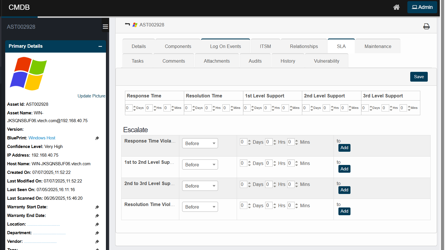 CMDB
Admin
AST002928
AST002928
Primary Details
Update Picture
Asset Id: AST002928
Asset Name: WIN-JKSQNSUF06.vtech.com@192.168.40.75
Version:
BluePrint: Windows Host
Confidence Level: Very High
IP Address: 192.168.40.75
Host Name: WIN-JKSQNSUF06.vtech.com
Created On: 07/07/2025,11:02:22
Last Modified On: 07/07/2025,11:52:22
Last Seen On: 07/05/2025,16:11:16
Last Scanned On: 06/26/2025,15:46:20
Warranty Start Date:
Warranty End Date:
Location:
Department:
Vendor:
Details Components Log On Events ITSM Relationships SLA Maintenance
Tasks Comments Attachments Audits History Vulnerability
Save
Response Time Resolution Time 1st Level Support 2nd Level Support 3rd Level Support
0 Days 0 Hrs 0 Mins 0 Days 0 Hrs 0 Mins 0 Days 0 Hrs 0 Mins 0 Days 0 Hrs 0 Mins 0 Days 0 Hrs 0 Mins
Escalate
Response Time Viola... Before 0 Days 0 Hrs 0 Mins to Add
1st to 2nd Level Sup... Before 0 Days 0 Hrs 0 Mins to Add
2nd to 3rd Level Sup... Before 0 Days 0 Hrs 0 Mins to Add
Resolution Time Viol... Before 0 Days 0 Hrs 0 Mins to Add